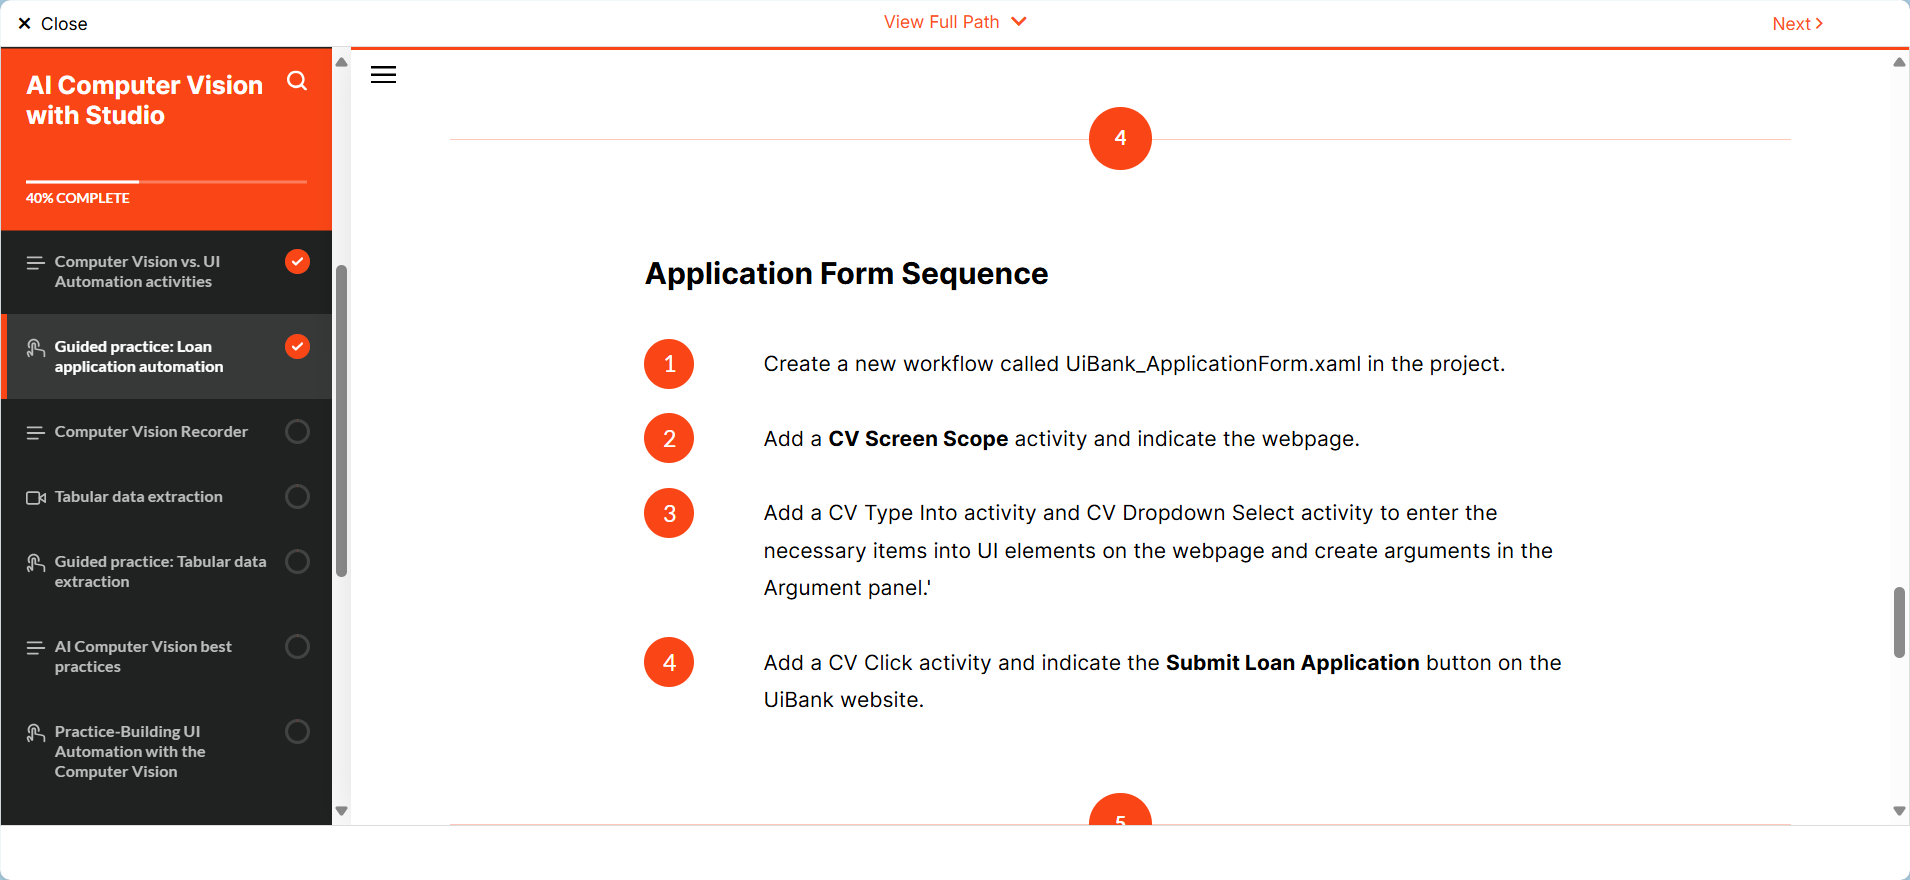 Close
View Full Path
Next
AI Computer Vision
with Studio
40% COMPLETE
Computer Vision vs. UI
Automation activities
Guided practice: Loan
application automation
Computer Vision Recorder
Tabular data extraction
Guided practice: Tabular data
extraction
AI Computer Vision best
practices
Practice-Building UI
Automation with the
Computer Vision
4
Application Form Sequence
1
Create a new workflow called UiBank_ApplicationForm.xaml in the project.
2
Add a CV Screen Scope activity and indicate the webpage.
3
Add a CV Type Into activity and CV Dropdown Select activity to enter the
necessary items into UI elements on the webpage and create arguments in the
Argument panel.'
4
Add a CV Click activity and indicate the Submit Loan Application button on the
UiBank website.
5